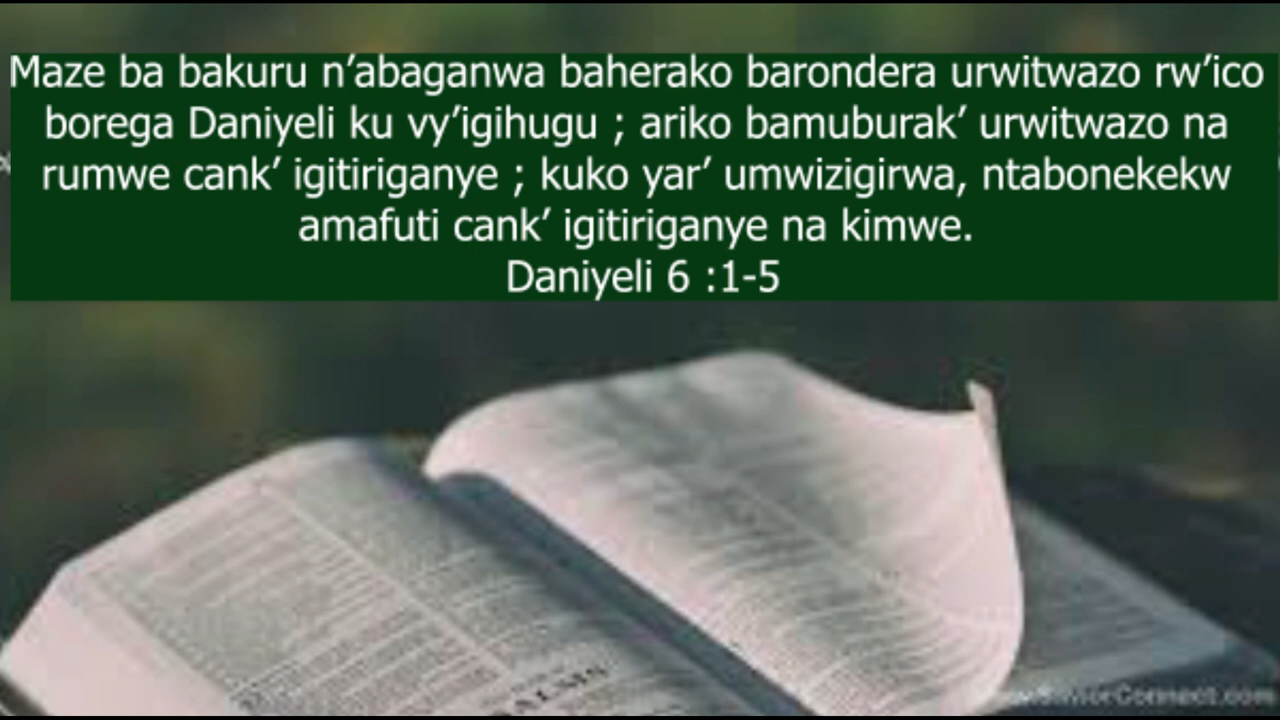 Maze ba bakuru n’abaganwa baherako barondera urwitwazo rw’ico
borega Daniyeli ku vy’igihugu ; ariko bamuburak’ urwitwazo na
rumwe cank’ igitiriganye ; kuko yar’ umwizigirwa, ntabonekekw
amafuti cank’ igitiriganye na kimwe.
Daniyeli 6 :1-5